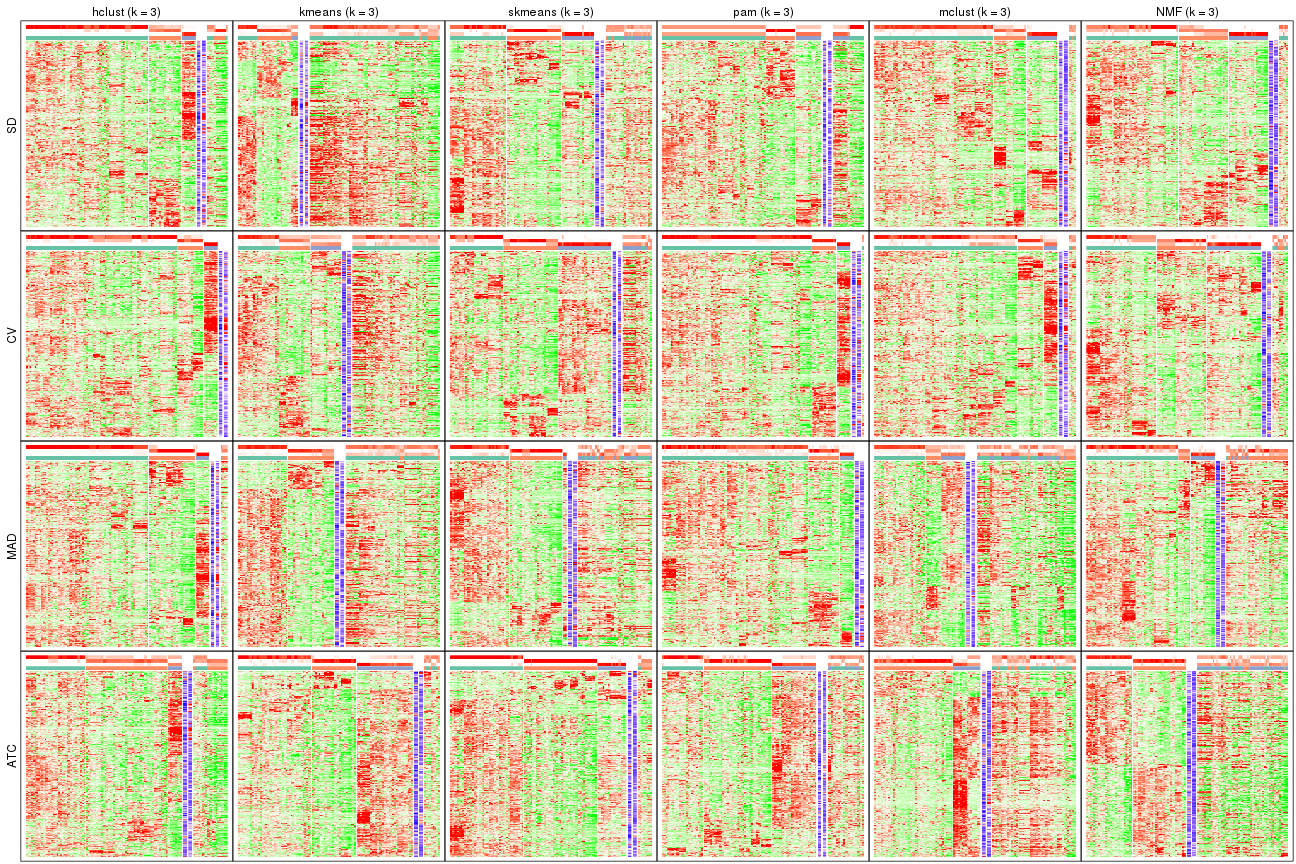 hclust (k = 3) kmeans (k = 3) skmeans (k = 3) pam (k = 3) mclust (k = 3) NMF (k = 3)
SD
CV
MAD
ATC